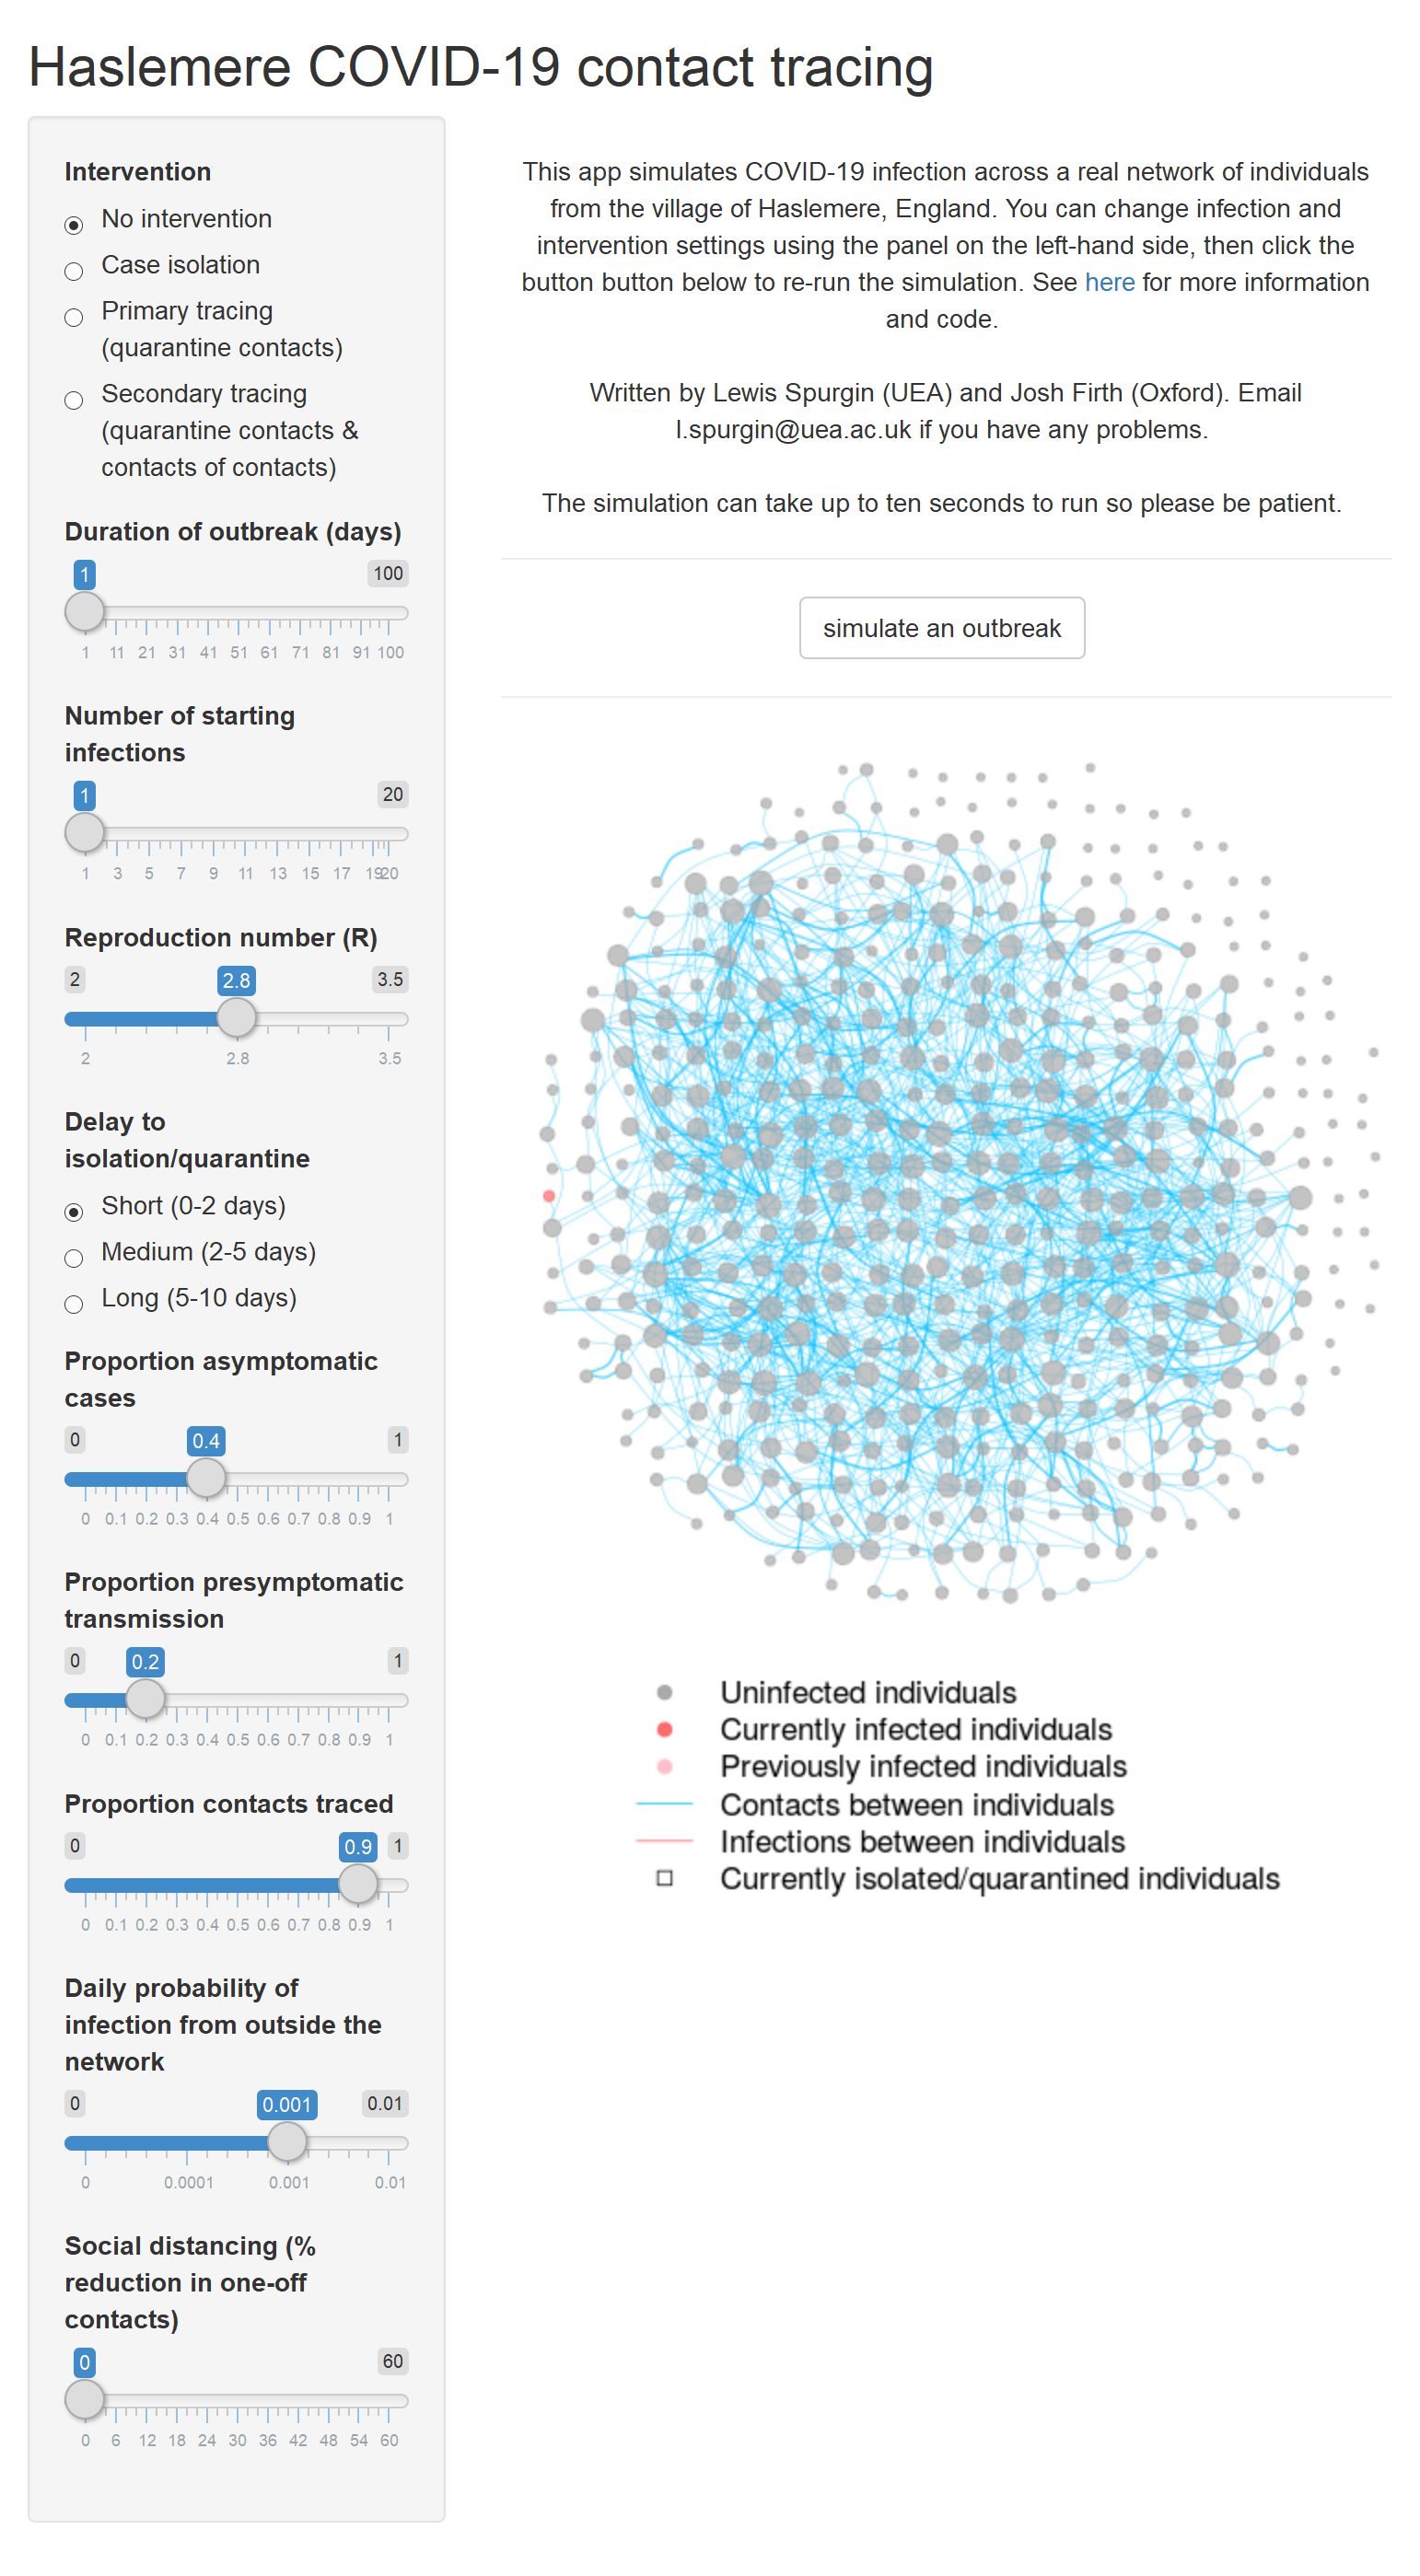 Haslemere COVID-19 contact tracing
Intervention
No intervention
Case isolation
Primary tracing
(quarantine contacts)
Secondary tracing
(quarantine contacts &
contacts of contacts)
Duration of outbreak (days)
1 100
1 11 21 31 41 51 61 71 81 91 100
Number of starting
infections
1 20
1 3 5 7 9 11 13 15 17 19 20
Reproduction number (R)
2 2.8 3.5
2 2.8 3.5
Delay to
isolation/quarantine
Short (0-2 days)
Medium (2-5 days)
Long (5-10 days)
Proportion asymptomatic
cases
0 0.4 1
0 0.1 0.2 0.3 0.4 0.5 0.6 0.7 0.8 0.9 1
Proportion presymptomatic
transmission
0 0.2 1
0 0.1 0.2 0.3 0.4 0.5 0.6 0.7 0.8 0.9 1
Proportion contacts traced
0 0.9 1
0 0.1 0.2 0.3 0.4 0.5 0.6 0.7 0.8 0.9 1
Daily probability of
infection from outside the
network
0 0.001 0.01
0 0.0001 0.001 0.01
Social distancing (%
reduction in one-off
contacts)
0 60
0 6 12 18 24 30 36 42 48 54 60
This app simulates COVID-19 infection across a real network of individuals
from the village of Haslemere, England. You can change infection and
intervention settings using the panel on the left-hand side, then click the
button button below to re-run the simulation. See here for more information
and code.
Written by Lewis Spurgin (UEA) and Josh Firth (Oxford). Email
l.spurgin@uea.ac.uk if you have any problems.
The simulation can take up to ten seconds to run so please be patient.
simulate an outbreak
Uninfected individuals
Currently infected individuals
Previously infected individuals
Contacts between individuals
Infections between individuals
Currently isolated/quarantined individuals